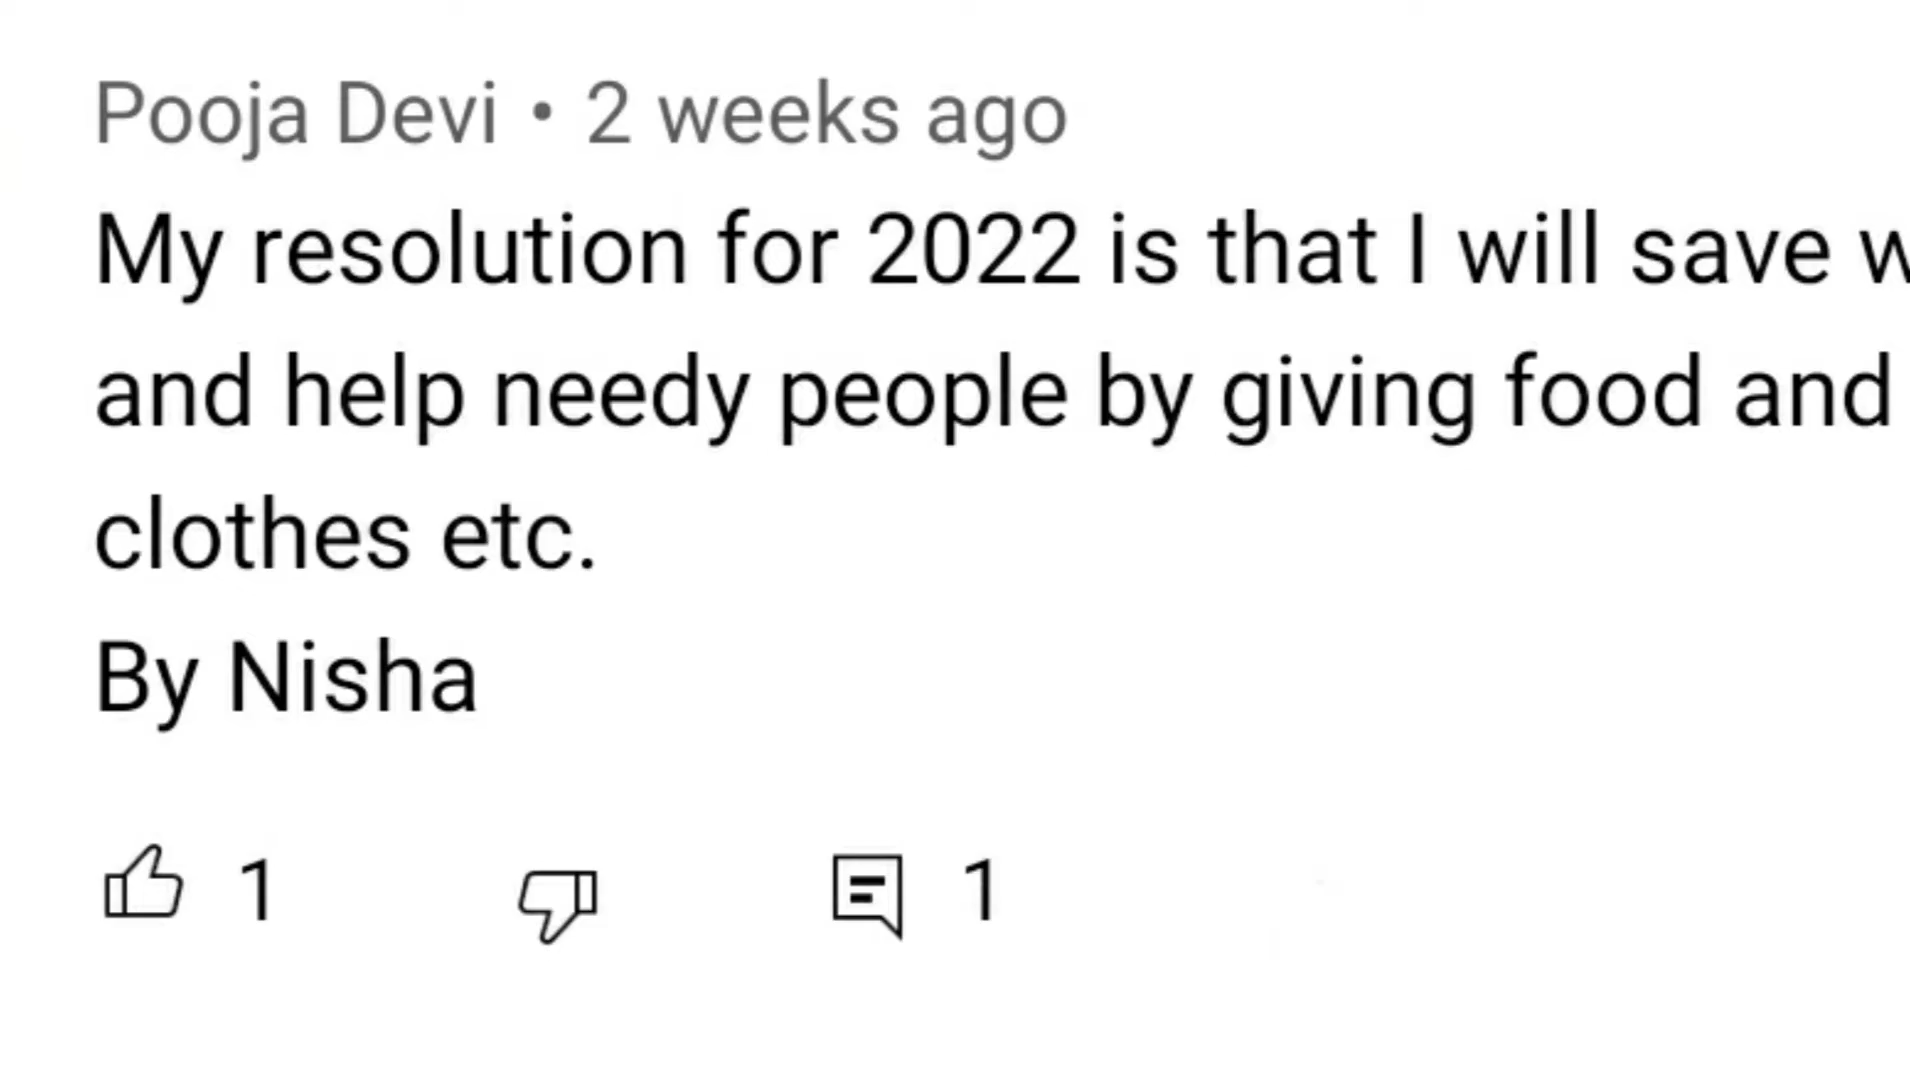 Pooja Devi • 2 weeks ago
My resolution for 2022 is that I will save
and help needy people by giving food and
clothes etc.
By Nisha
1 1